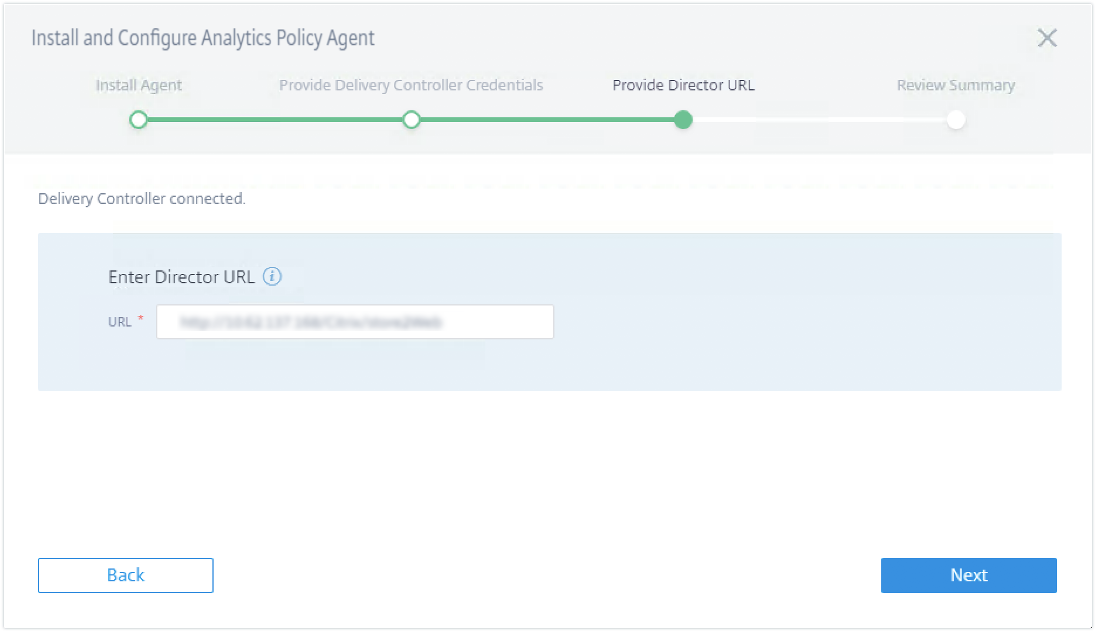 Install and Configure Analytics Policy Agent
Install Agent
Provide Delivery Controller Credentials
Provide Director URL
Review Summary
Delivery Controller connected.
Enter Director URL
URL *
Back
Next